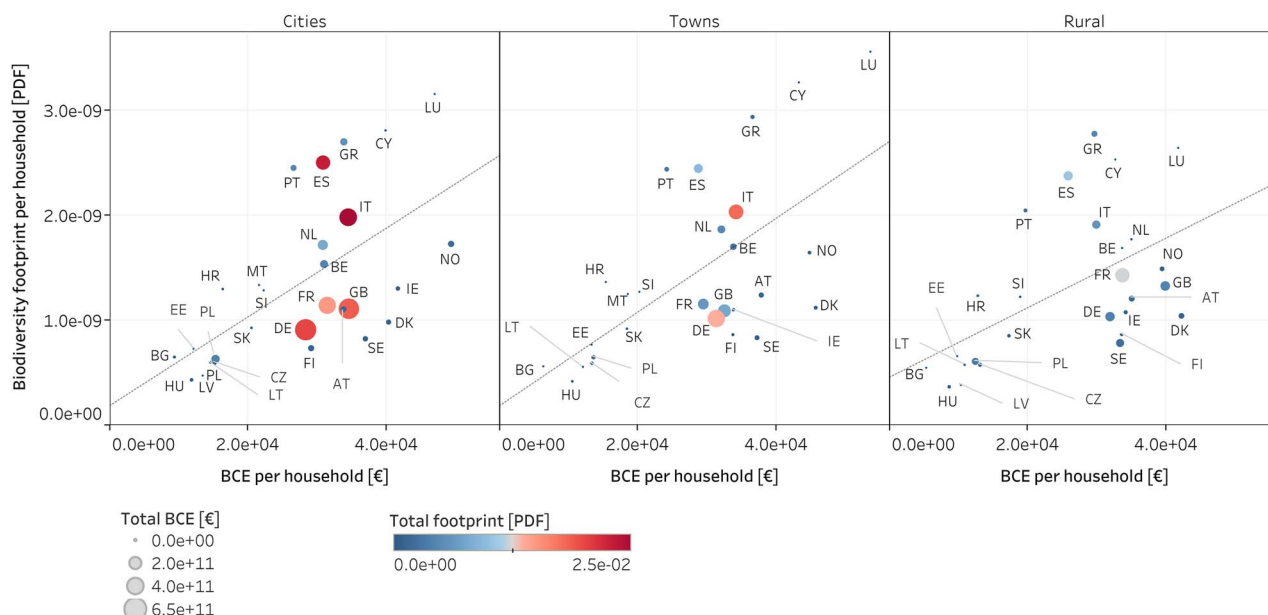 Cities
Towns
Rural
Biodiversity footprint per household [PDF]
3.0e-09
2.0e-09
1.0e-09
0.0e+00
LU
CY
GR
PT
ES
IT
NL
BE
NO
HR
MT
SI
EE
PL
FR
GB
IE
DE
DK
SK
SE
BG
FI
PL
HU
LV
CZ
LT
AT
LU
CY
GR
PT
ES
IT
NL
BE
NO
HR
SI
AT
MT
FR
GB
DK
LT
EE
SK
DE
IE
FI
SE
BG
PL
HU
CZ
GR
CY
LU
ES
PT
IT
NL
BE
NO
FR
SI
EE
GB
HR
AT
DE
IE
DK
SK
LT
SE
PL
FI
BG
HU
LV
CZ
0.0e+00 2.0e+04 4.0e+04
0.0e+00 2.0e+04 4.0e+04
0.0e+00 2.0e+04 4.0e+04
BCE per household [€]
BCE per household [€]
BCE per household [€]
Total BCE [€]
0.0e+00
2.0e+11
4.0e+11
6.5e+11
Total footprint [PDF]
0.0e+00 2.5e-02